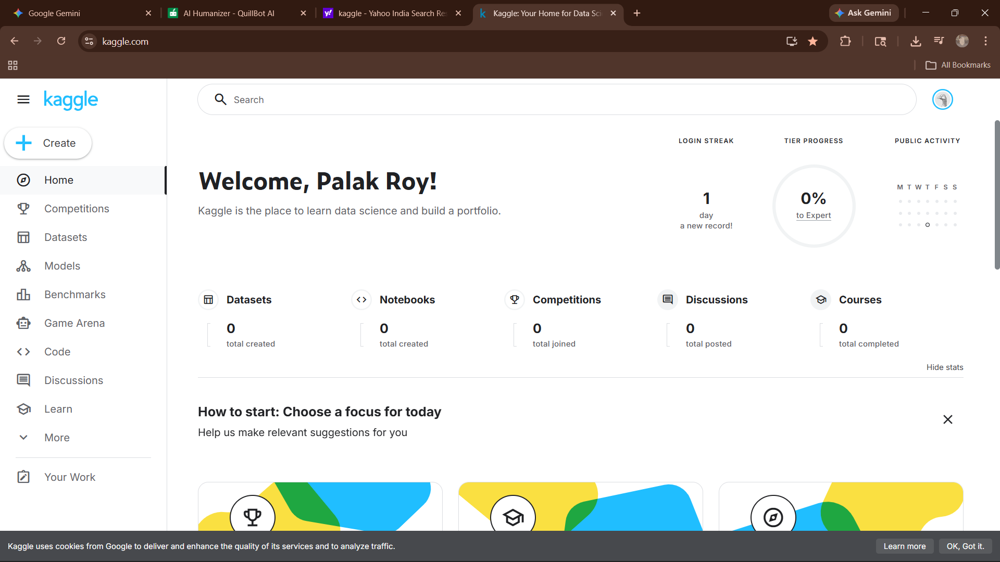 Google Gemini
AI Humanizer - QuillBot AI
kaggle - Yahoo India Search Res
Kaggle: Your Home for Data Sci
Ask Gemini
kaggle.com
All Bookmarks
kaggle
Search
Create
Home
Competitions
Datasets
Models
Benchmarks
Game Arena
Code
Discussions
Learn
More
Your Work
LOGIN STREAK
TIER PROGRESS
PUBLIC ACTIVITY
Welcome, Palak Roy!
Kaggle is the place to learn data science and build a portfolio.
1
day
a new record!
0%
to Expert
M T W T F S S
Datasets
0
total created
Notebooks
0
total created
Competitions
0
total joined
Discussions
0
total posted
Courses
0
total completed
Hide stats
How to start: Choose a focus for today
Help us make relevant suggestions for you
Kaggle uses cookies from Google to deliver and enhance the quality of its services and to analyze traffic.
Learn more
OK, Got it.